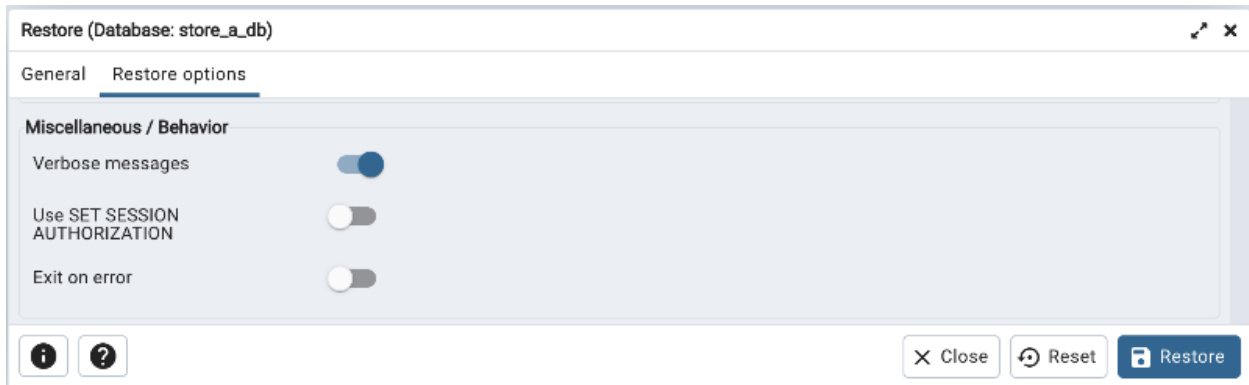 Restore (Database: store_a_db)
General Restore options
Miscellaneous / Behavior
Verbose messages
Use SET SESSION
AUTHORIZATION
Exit on error
Close Reset Restore